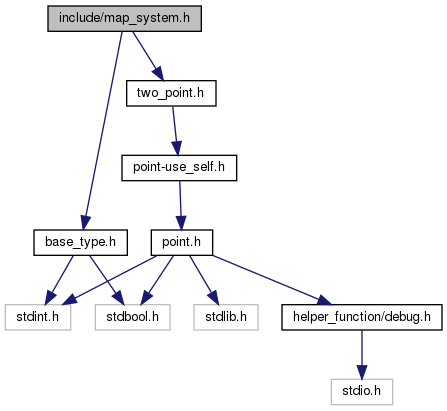 include/map_system.h
two_point.h
point-use_self.h
base_type.h
point.h
stdint.h
stdbool.h
stdlib.h
helper_function/debug.h
stdio.h